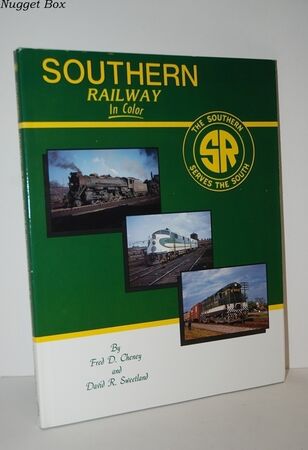 Nugget Box
SOUTHERN
RAILWAY
In Color
THE SOUTHERN
SR
SERVES THE SOUTH
By
Fred D. Cheney
and
David R. Sweetland